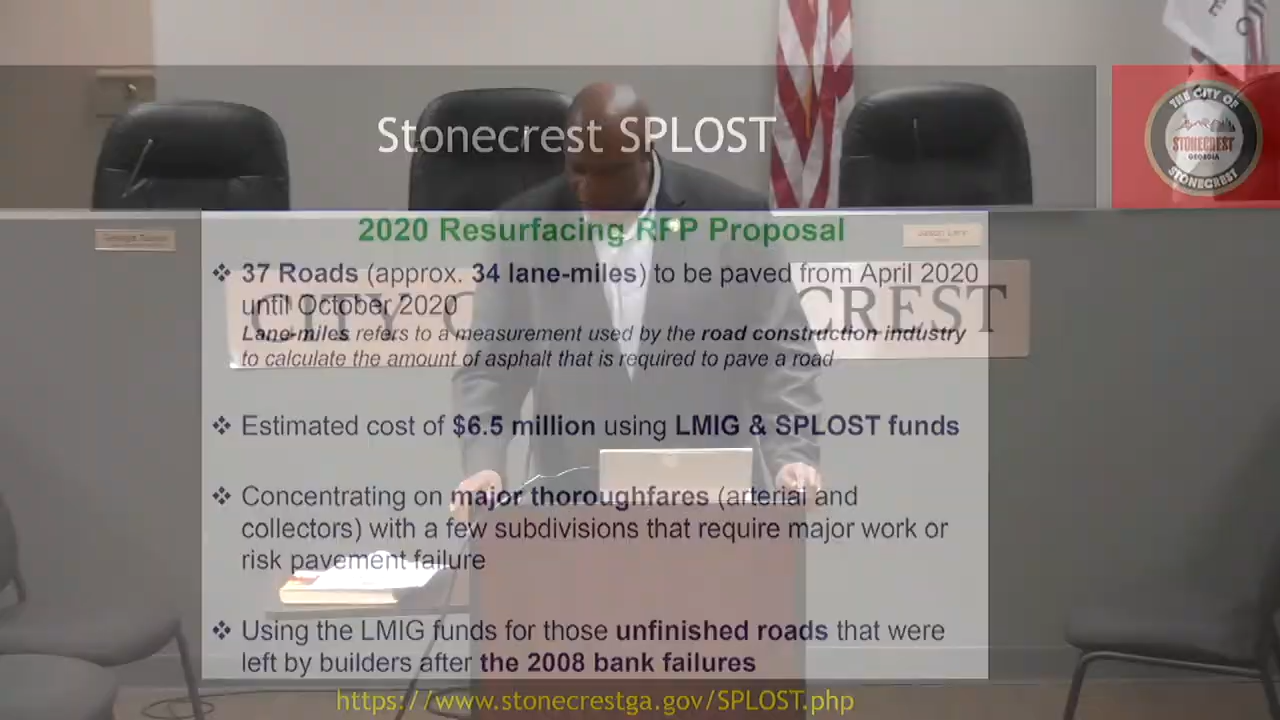 Stonecrest SPLOST
THE CITY OF
STONECREST
GEORGIA
STONECREST
2020 Resurfacing RFP Proposal
❖ 37 Roads (approx. 34 lane-miles) to be paved from April 2020
until October 2020
Lane-miles refers to a measurement used by the road construction industry
to calculate the amount of asphalt that is required to pave a road
CITY
CREST
❖ Estimated cost of $6.5 million using LMIG & SPLOST funds
❖ Concentrating on major thoroughfares (arterial and
collectors) with a few subdivisions that require major work or
risk pavement failure
❖ Using the LMIG funds for those unfinished roads that were
left by builders after the 2008 bank failures
https://www.stonecrestga.gov/SPLOST.php